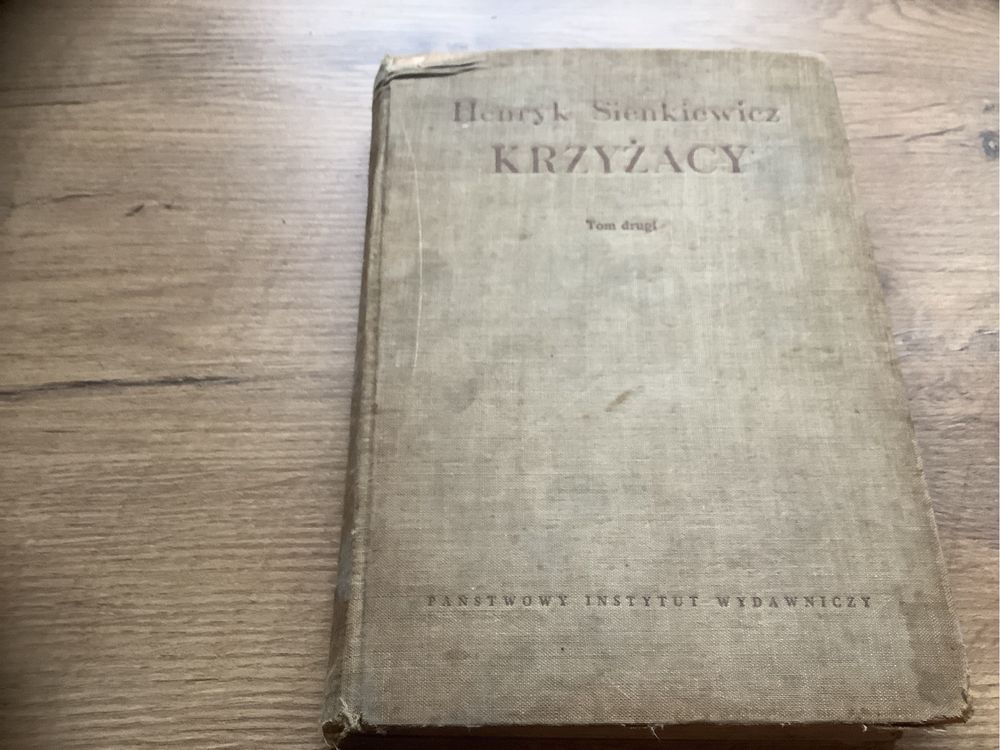 Henryk Sienkiewicz
KRZYŻACY
Tom drugi
PAŃSTWOWY INSTYTUT WYDAWNICZY